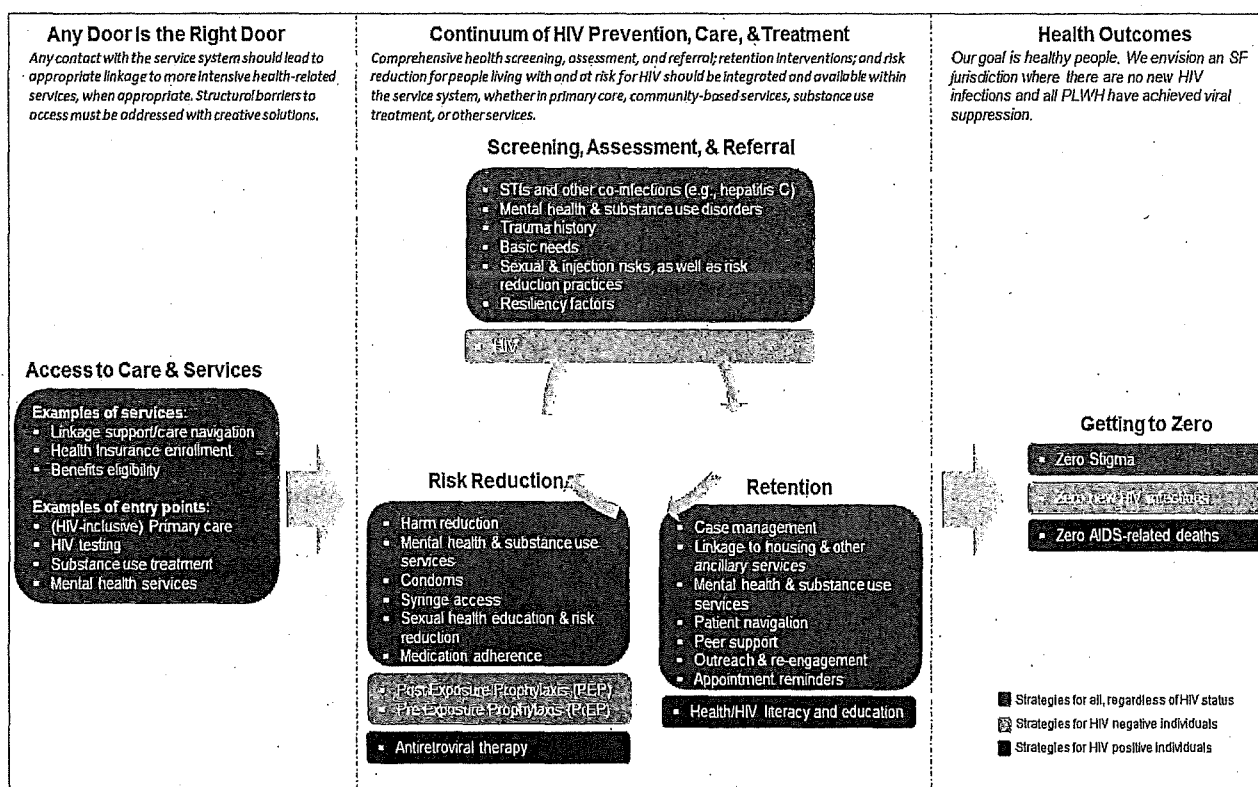 Any Door Is the Right Door
Any contact with the service system should lead to
appropriate linkage to more intensive health-related
services, when appropriate. Structural barriers to
access must be addressed with creative solutions.
Access to Care & Services
Examples of services:
▪ Linkage support/care navigation
▪ Health Insurance enrollment
▪ Benefits eligibility
Examples of entry points:
▪ (HIV-inclusive) Primary care
▪ HIV testing
▪ Substance use treatment
▪ Mental health services
Continuum of HIV Prevention, Care, & Treatment
Comprehensive health screening, assessment, and referral; retention interventions; and risk
reduction for people living with and at risk for HIV should be integrated and available within
the service system, whether in primary care, community-based services, substance use
treatment, or other services.
Screening, Assessment, & Referral
▪ STIs and other co-infections (e.g., hepatitis C)
▪ Mental health & substance use disorders
▪ Trauma history
▪ Basic needs
▪ Sexual & injection risks, as well as risk
reduction practices
▪ Resiliency factors
▪ HIV
Risk Reduction
▪ Harm reduction
▪ Mental health & substance use
services
▪ Condoms
▪ Syringe access
▪ Sexual health education & risk
reduction
▪ Medication adherence
▪ Post Exposure Prophylaxis (PEP)
▪ Pre Exposure Prophylaxis (PrEP)
▪ Antiretroviral therapy
Retention
▪ Case management
▪ Linkage to housing & other
ancillary services
▪ Mental health & substance use
services
▪ Patient navigation
▪ Peer support
▪ Outreach & re-engagement
▪ Appointment reminders
▪ Health/HIV literacy and education
Health Outcomes
Our goal is healthy people. We envision an SF
jurisdiction where there are no new HIV
infections and all PLWH have achieved viral
suppression.
Getting to Zero
▪ Zero Stigma
▪ Zero new HIV infections
▪ Zero AIDS-related deaths
Strategies for all, regardless of HIV status
Strategies for HIV negative individuals
Strategies for HIV positive individuals